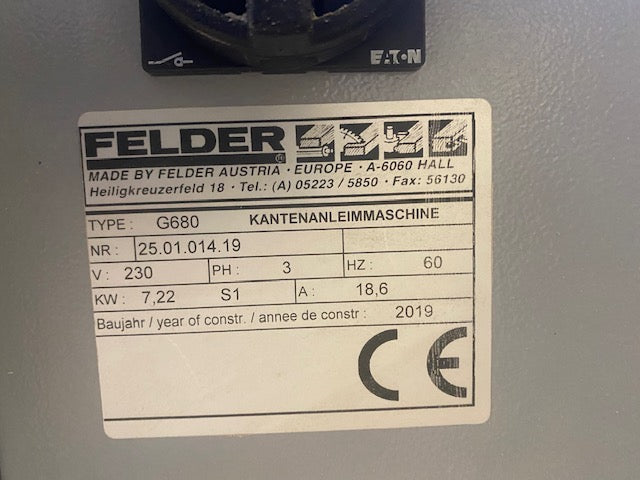 EATON
FELDER®
MADE BY FELDER AUSTRIA · EUROPE · A-6060 HALL
Heiligkreuzerfeld 18 · Tel.: (A) 05223 / 5850 · Fax: 56130
TYPE : G680 KANTENANLEIMMASCHINE
NR : 25.01.014.19
V : 230 PH : 3 HZ : 60
KW : 7,22 S1 A : 18,6
Baujahr / year of constr. / annee de constr : 2019
CE